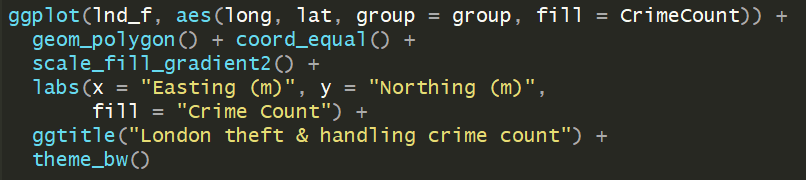 ggplot(lnd_f, aes(long, lat, group = group, fill = CrimeCount)) +
  geom_polygon() + coord_equal() +
  scale_fill_gradient2() +
  labs(x = "Easting (m)", y = "Northing (m)",
       fill = "Crime Count") +
  ggtitle("London theft & handling crime count") +
  theme_bw()